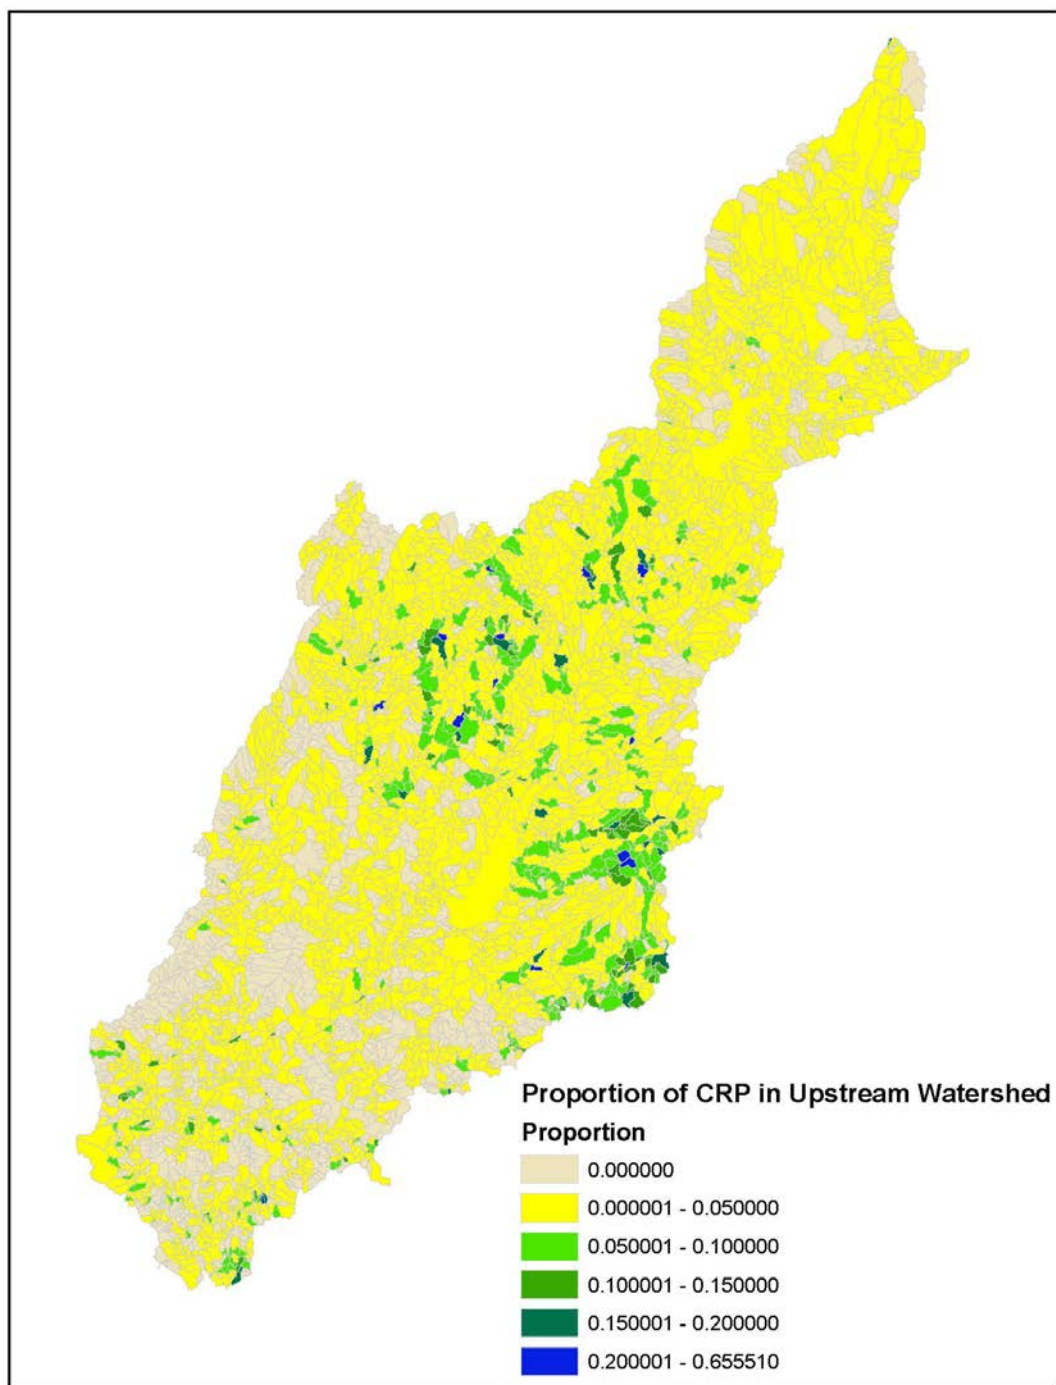 Proportion of CRP in Upstream Watershed
Proportion
0.000000
0.000001 - 0.050000
0.050001 - 0.100000
0.100001 - 0.150000
0.150001 - 0.200000
0.200001 - 0.655510